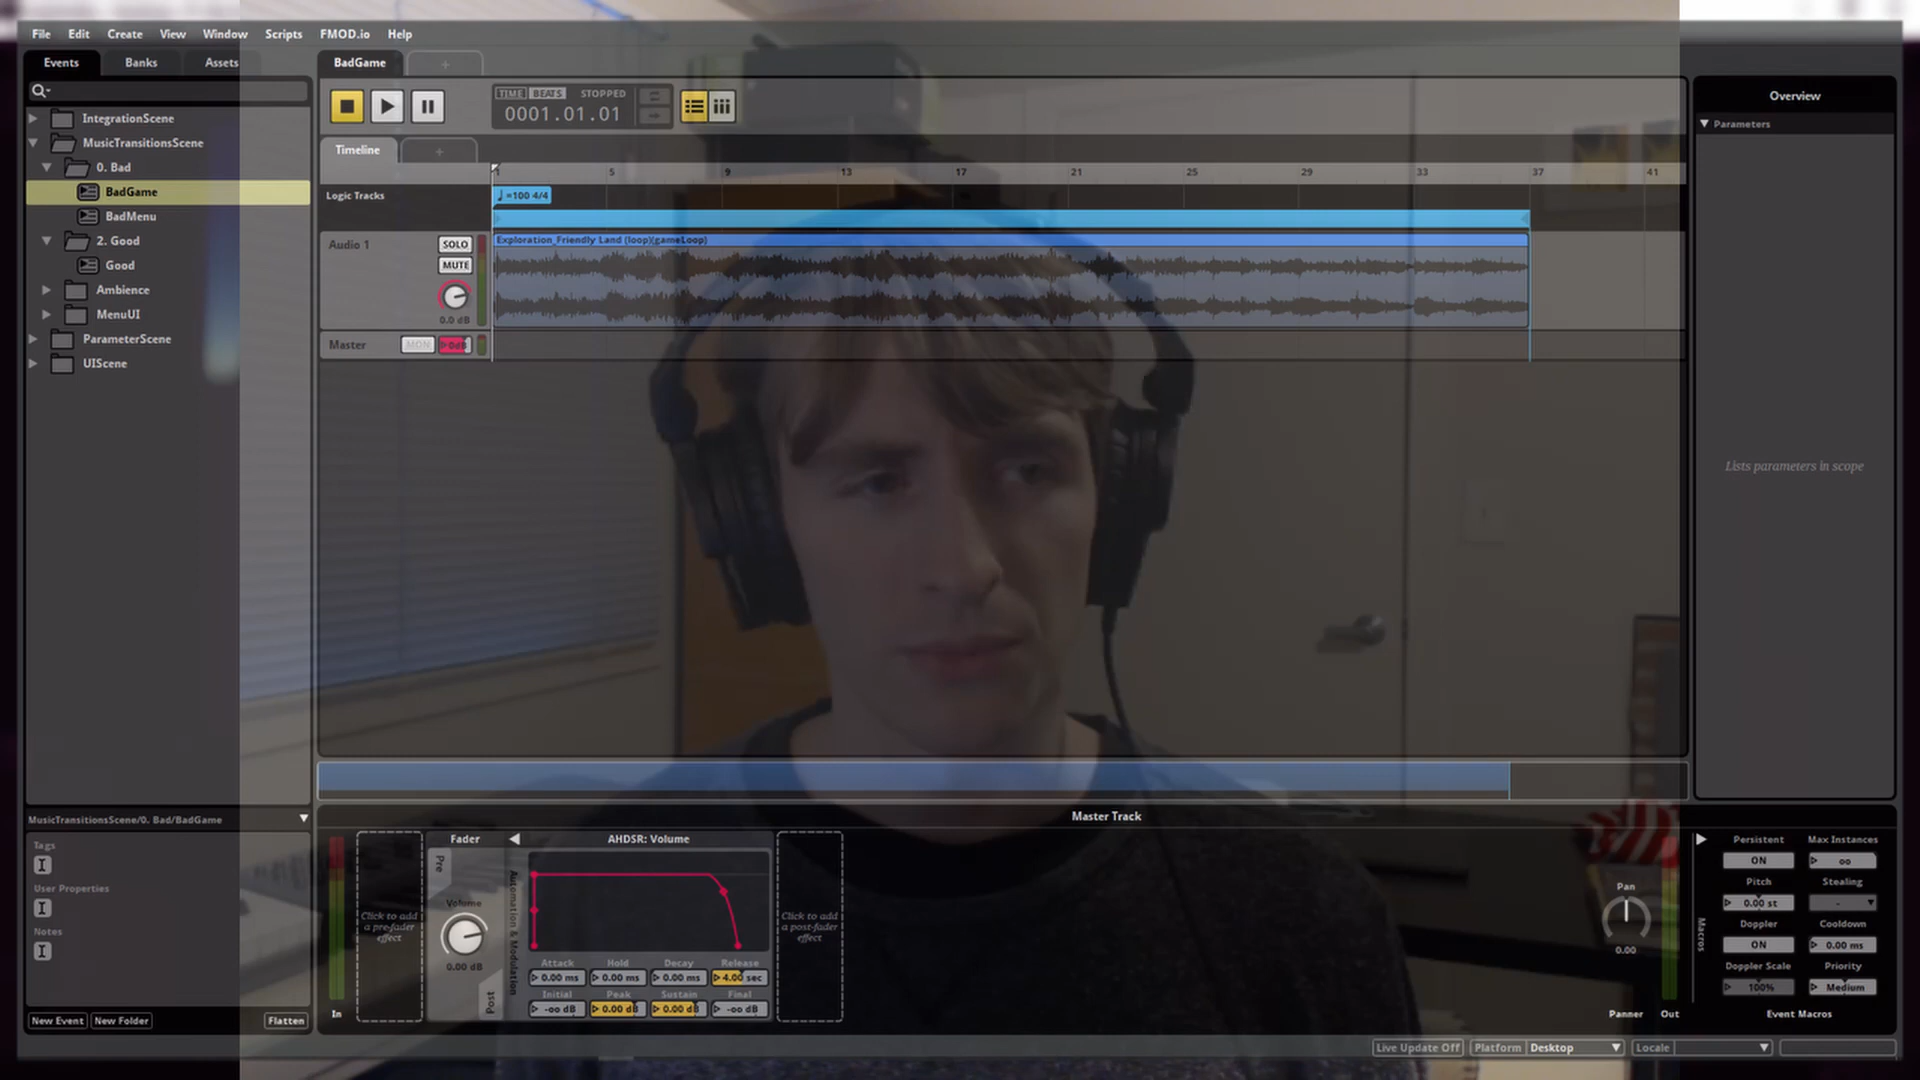 File Edit Create View Window Scripts FMOD.io Help
Events Banks Assets
BadGame
TIME BEATS STOPPED
0001.01.01
Overview
Parameters
Lists parameters in scope
IntegrationScene
MusicTransitionsScene
0. Bad
BadGame
BadMenu
2. Good
Good
Ambience
MenuUI
ParameterScene
UIScene
Timeline
1 5 9 13 17 21 25 29 33 37 41
Logic Tracks
=100 4/4
Audio 1
SOLO
MUTE
0.0 dB
Exploration_Friendly Land (loop)(gameLoop)
Master
MON
0dB
MusicTransitionsScene/0. Bad/BadGame
Tags
User Properties
Notes
New Event New Folder Flatten
Master Track
In
Click to add a pre-fader effect
Fader
Pre
Volume
0.00 dB
Post
Automation & Modulation
AHDSR: Volume
Attack Hold Decay Release
0.00 ms 0.00 ms 0.00 ms 4.00 sec
Initial Peak Sustain Final
-oo dB 0.00 dB 0.00 dB -oo dB
Click to add a post-fader effect
Pan
0.00
Panner Out
Macros
Persistent Max Instances
ON oo
Pitch Stealing
0.00 st -
Doppler Cooldown
ON 0.00 ms
Doppler Scale Priority
100% Medium
Event Macros
Live Update Off Platform Desktop Locale